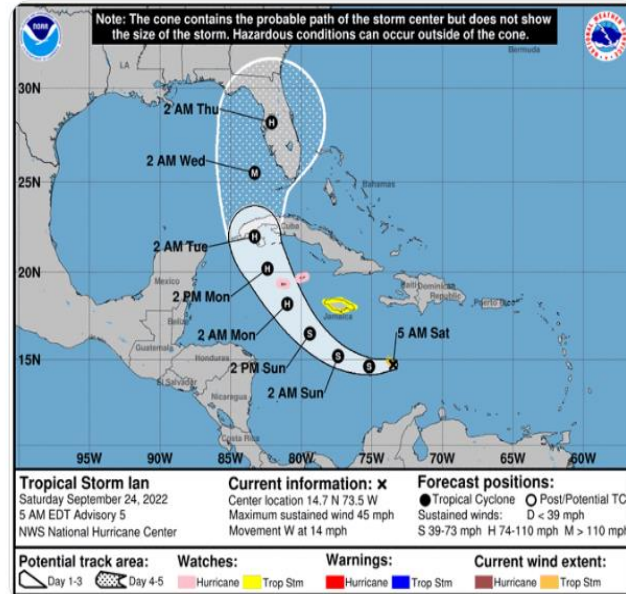 Note: The cone contains the probable path of the storm center but does not show
the size of the storm. Hazardous conditions can occur outside of the cone.
NOAA
LA
Bermuda
30N
2 AM Thu
H
2 AM Wed
M
25N
Bahamas
Cuba
2 AM Tue
H
20N
Mexico
2 PM Mon
H
Haiti
Dominican
Republic
Puerto Rico
Jamaica
Belize
2 AM Mon
H
5 AM Sat
Guatemala
Honduras
S
15N
2 PM Sun
S
S
El Salvador
2 AM Sun
Nicaragua
Costa Rica
95W 90W 85W 80W 75W 70W 65W 60W
Tropical Storm Ian
Saturday September 24, 2022
5 AM EDT Advisory 5
NWS National Hurricane Center
Current information: x
Center location 14.7 N 73.5 W
Maximum sustained wind 45 mph
Movement W at 14 mph
Forecast positions:
Tropical Cyclone Post/Potential TC
Sustained winds: D < 39 mph
S 39-73 mph H 74-110 mph M > 110 mph
Potential track area:
Day 1-3 Day 4-5
Watches:
Hurricane Trop Stm
Warnings:
Hurricane Trop Stm
Current wind extent:
Hurricane Trop Stm